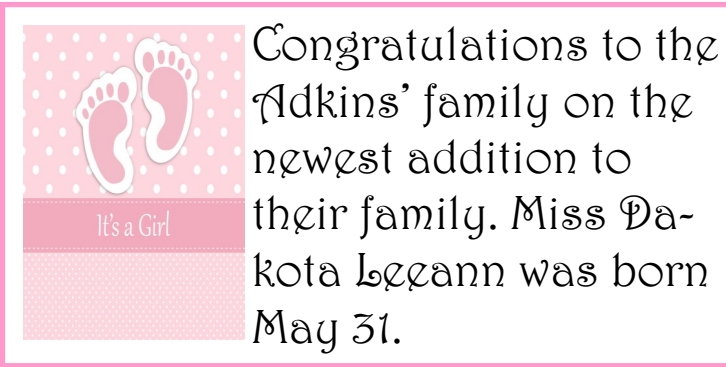 It's a Girl
Congratulations to the
Adkins' family on the
newest addition to
their family. Miss Da-
kota Leeann was born
May 31.